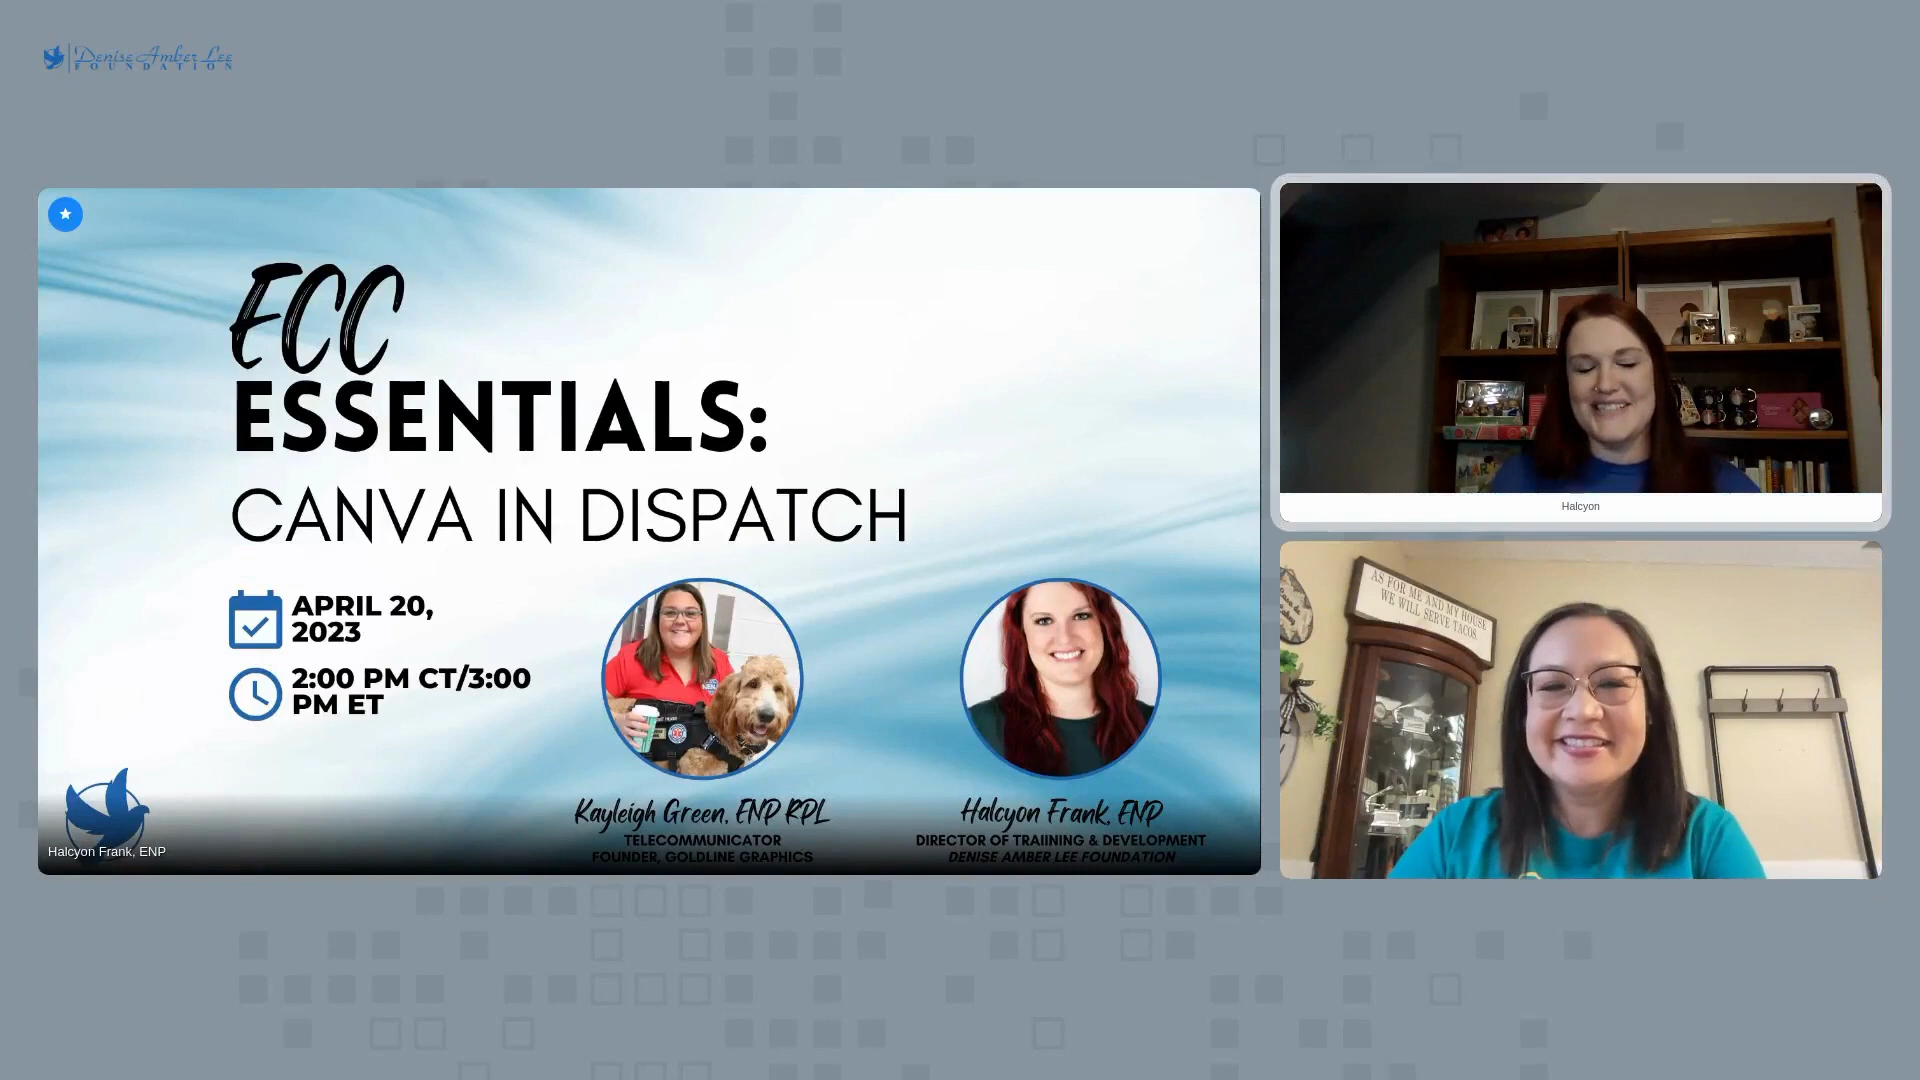 Denise Amber Lee
FOUNDATION
ECC
ESSENTIALS:
CANVA IN DISPATCH
APRIL 20,
2023
2:00 PM CT/3:00
PM ET
Kayleigh Green, ENP RPL
TELECOMMUNICATOR
FOUNDER, GOLDLINE GRAPHICS
Halcyon Frank, ENP
DIRECTOR OF TRAIINING & DEVELOPMENT
DENISE AMBER LEE FOUNDATION
Halcyon Frank, ENP
Halcyon
AS FOR ME AND MY HOUSE
WE WILL SERVE TACOS.